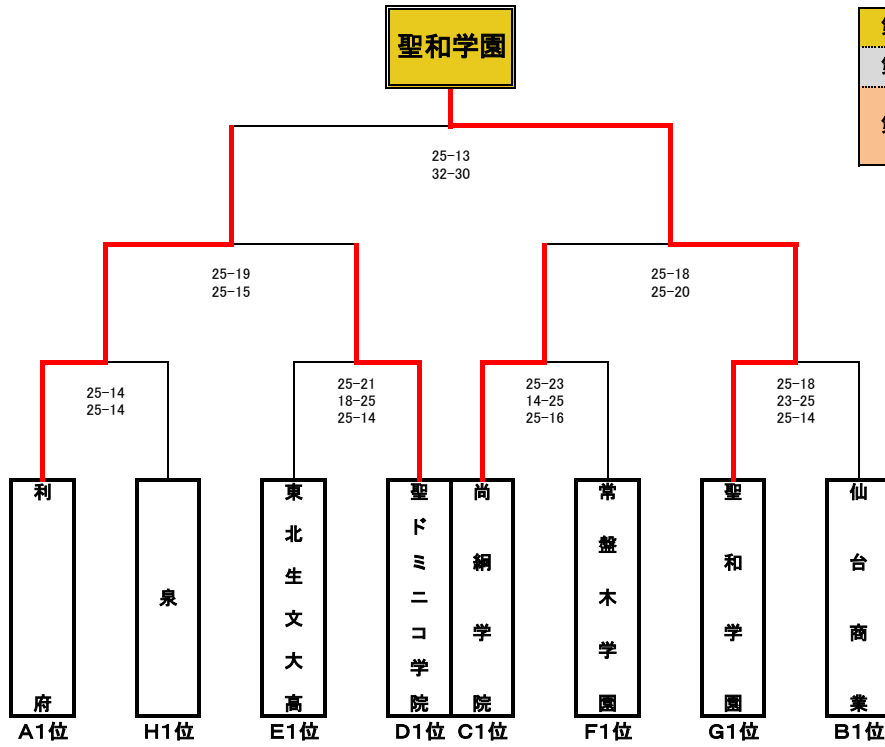 聖和学園
25-13
32-30
25-19
25-15
25-18
25-20
25-14
25-14
25-21
18-25
25-14
25-23
14-25
25-16
25-18
23-25
25-14
利府
泉
東北生文大高
聖ドミニコ学院
尚絅学院
常盤木学園
聖和学園
仙台商業
A1位
H1位
E1位
D1位
C1位
F1位
G1位
B1位